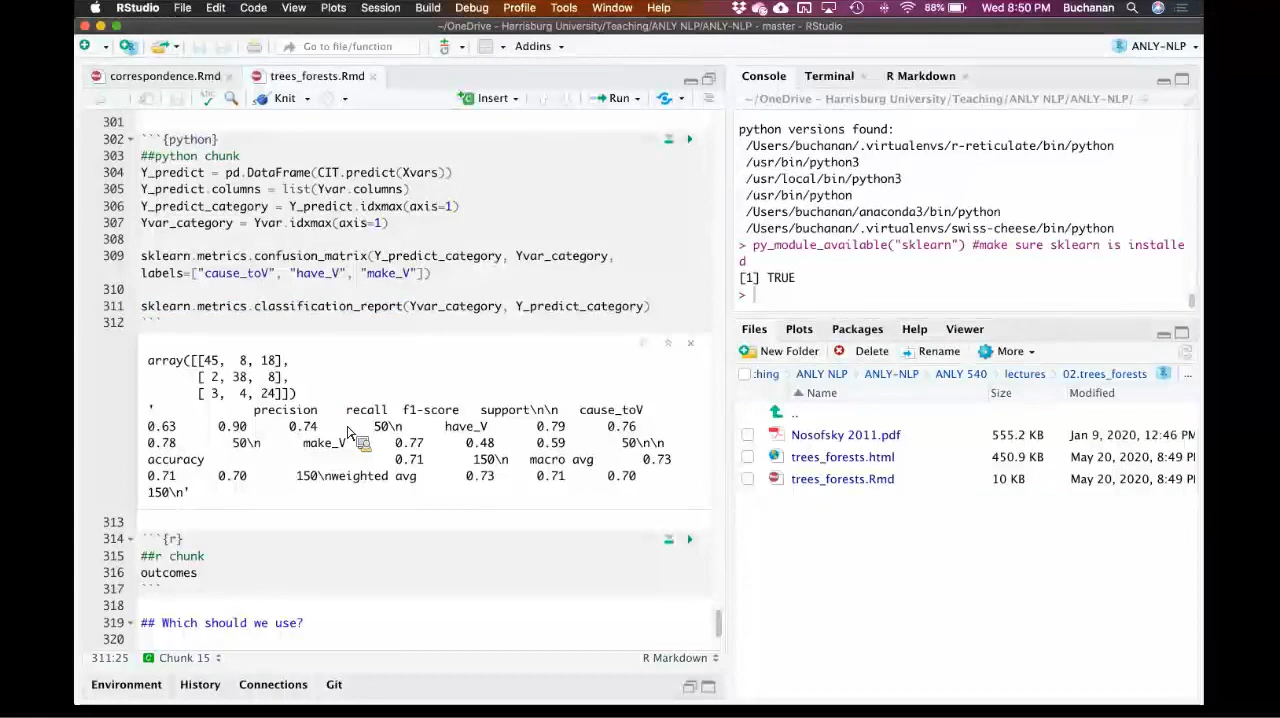 RStudio File Edit Code View Plots Session Build Debug Profile Tools Window Help 88% Wed 8:50 PM Buchanan
~/OneDrive - Harrisburg University/Teaching/ANLY NLP/ANLY-NLP - master - RStudio
Go to file/function Addins ANLY-NLP
correspondence.Rmd trees_forests.Rmd
Knit Insert Run
301
302 ```{python}
303 ##python chunk
304 Y_predict = pd.DataFrame(CIT.predict(Xvars))
305 Y_predict.columns = list(Yvar.columns)
306 Y_predict_category = Y_predict.idxmax(axis=1)
307 Yvar_category = Yvar.idxmax(axis=1)
308
309 sklearn.metrics.confusion_matrix(Y_predict_category, Yvar_category,
labels=["cause_toV", "have_V", "make_V"])
310
311 sklearn.metrics.classification_report(Yvar_category, Y_predict_category)
312 ```
array([[45, 8, 18],
[ 2, 38, 8],
[ 3, 4, 24]])
' precision recall f1-score support\n\n cause_toV
0.63 0.90 0.74 50\n have_V 0.79 0.76
0.78 50\n make_V 0.77 0.48 0.59 50\n\n
accuracy 0.71 150\n macro avg 0.73
0.71 0.70 150\nweighted avg 0.73 0.71 0.70
150\n'
313
314 ```{r}
315 ##r chunk
316 outcomes
317 ```
318
319 ## Which should we use?
320
311:25 Chunk 15 R Markdown
Environment History Connections Git
Console Terminal R Markdown
~/OneDrive - Harrisburg University/Teaching/ANLY NLP/ANLY-NLP/
python versions found:
/Users/buchanan/.virtualenvs/r-reticulate/bin/python
/usr/bin/python3
/usr/local/bin/python3
/usr/bin/python
/Users/buchanan/anaconda3/bin/python
/Users/buchanan/.virtualenvs/swiss-cheese/bin/python
> py_module_available("sklearn") #make sure sklearn is installe
d
[1] TRUE
>
Files Plots Packages Help Viewer
New Folder Delete Rename More
:hing ANLY NLP ANLY-NLP ANLY 540 lectures 02.trees_forests ...
Name Size Modified
..
Nosofsky 2011.pdf 555.2 KB Jan 9, 2020, 12:46 PM
trees_forests.html 450.9 KB May 20, 2020, 8:49 P
trees_forests.Rmd 10 KB May 20, 2020, 8:49 P